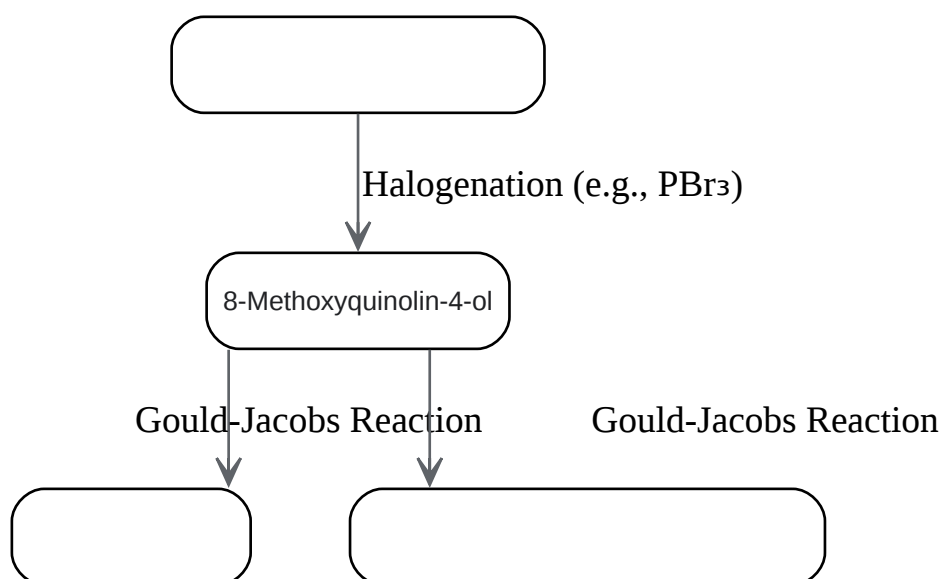 Halogenation (e.g., PBr₃)
8-Methoxyquinolin-4-ol
Gould-Jacobs Reaction
Gould-Jacobs Reaction